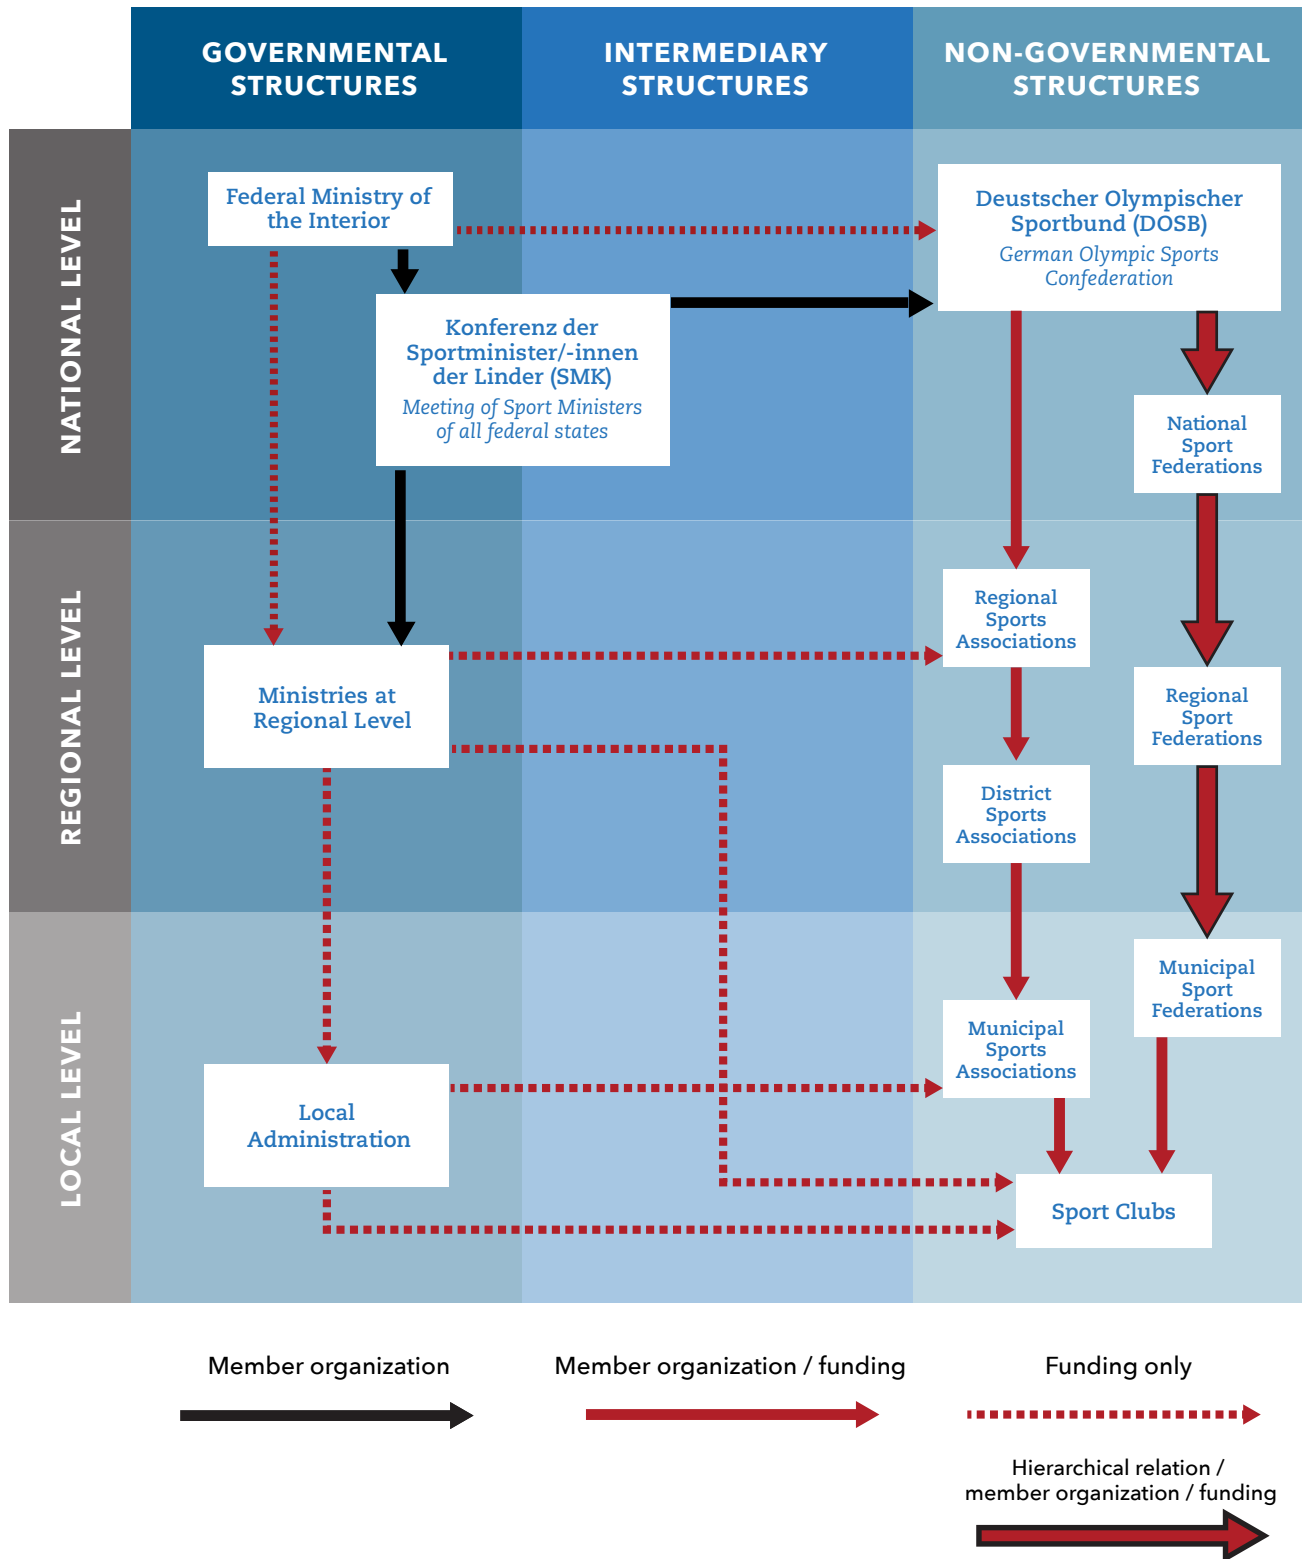 GOVERNMENTAL
STRUCTURES
INTERMEDIARY
STRUCTURES
NON-GOVERNMENTAL
STRUCTURES
NATIONAL LEVEL
Federal Ministry of
the Interior
Deustscher Olympischer
Sportbund (DOSB)
German Olympic Sports
Confederation
Konferenz der
Sportminister/-innen
der Linder (SMK)
Meeting of Sport Ministers
of all federal states
National
Sport
Federations
REGIONAL LEVEL
Regional
Sports
Associations
Ministries at
Regional Level
Regional
Sport
Federations
District
Sports
Associations
LOCAL LEVEL
Municipal
Sport
Federations
Municipal
Sports
Associations
Local
Administration
Sport Clubs
Member organization
Member organization / funding
Funding only
Hierarchical relation /
member organization / funding